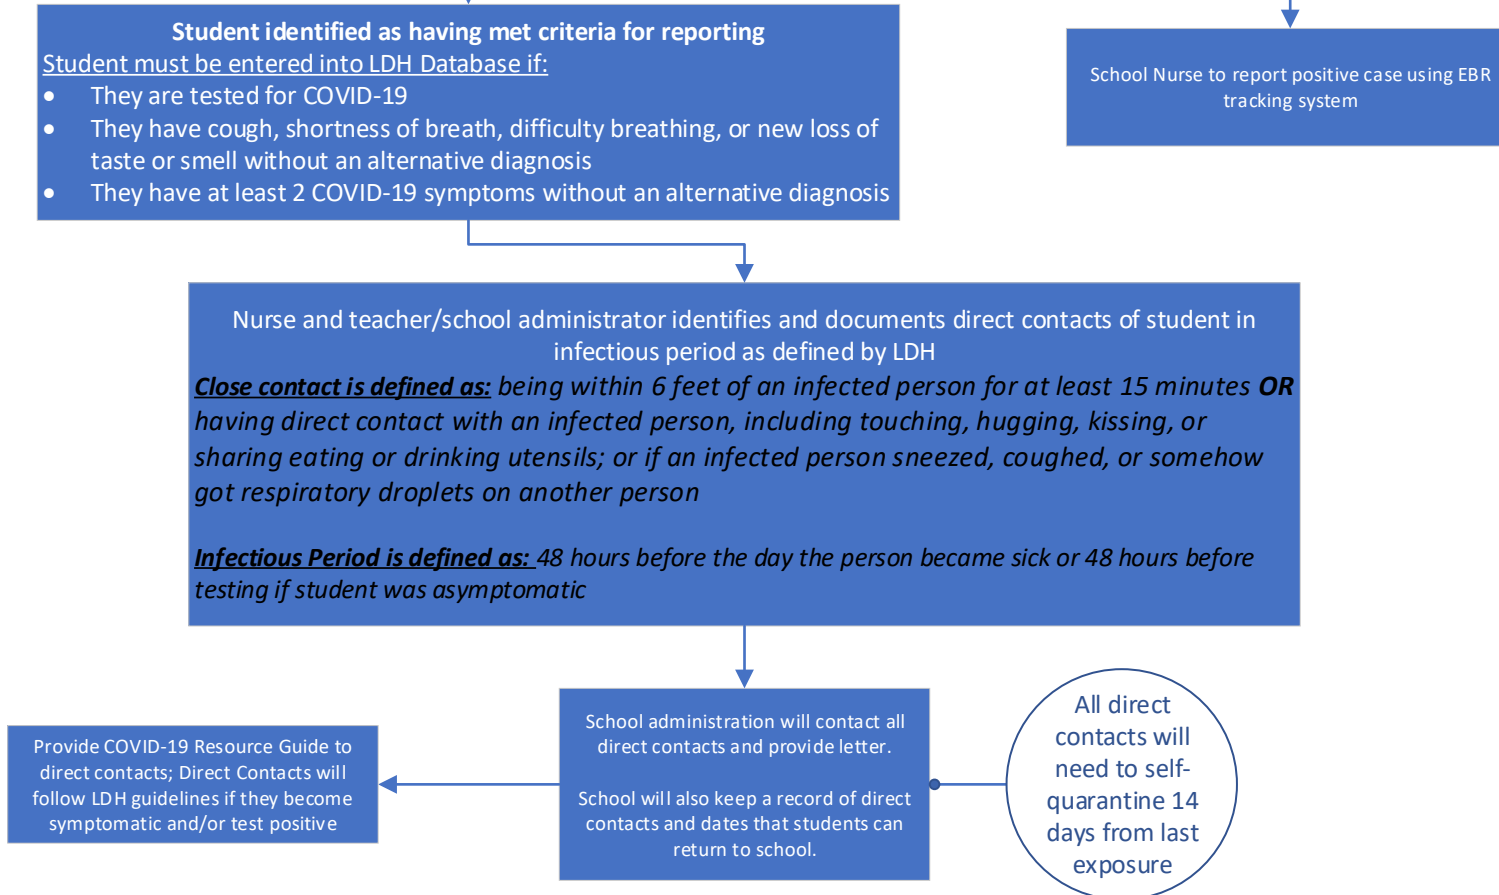 Student identified as having met criteria for reporting
Student must be entered into LDH Database if:
• They are tested for COVID-19
• They have cough, shortness of breath, difficulty breathing, or new loss of
taste or smell without an alternative diagnosis
• They have at least 2 COVID-19 symptoms without an alternative diagnosis
School Nurse to report positive case using EBR
tracking system
Nurse and teacher/school administrator identifies and documents direct contacts of student in
infectious period as defined by LDH
Close contact is defined as: being within 6 feet of an infected person for at least 15 minutes OR
having direct contact with an infected person, including touching, hugging, kissing, or
sharing eating or drinking utensils; or if an infected person sneezed, coughed, or somehow
got respiratory droplets on another person
Infectious Period is defined as: 48 hours before the day the person became sick or 48 hours before
testing if student was asymptomatic
Provide COVID-19 Resource Guide to
direct contacts; Direct Contacts will
follow LDH guidelines if they become
symptomatic and/or test positive
School administration will contact all
direct contacts and provide letter.
School will also keep a record of direct
contacts and dates that students can
return to school.
All direct
contacts will
need to self-
quarantine 14
days from last
exposure